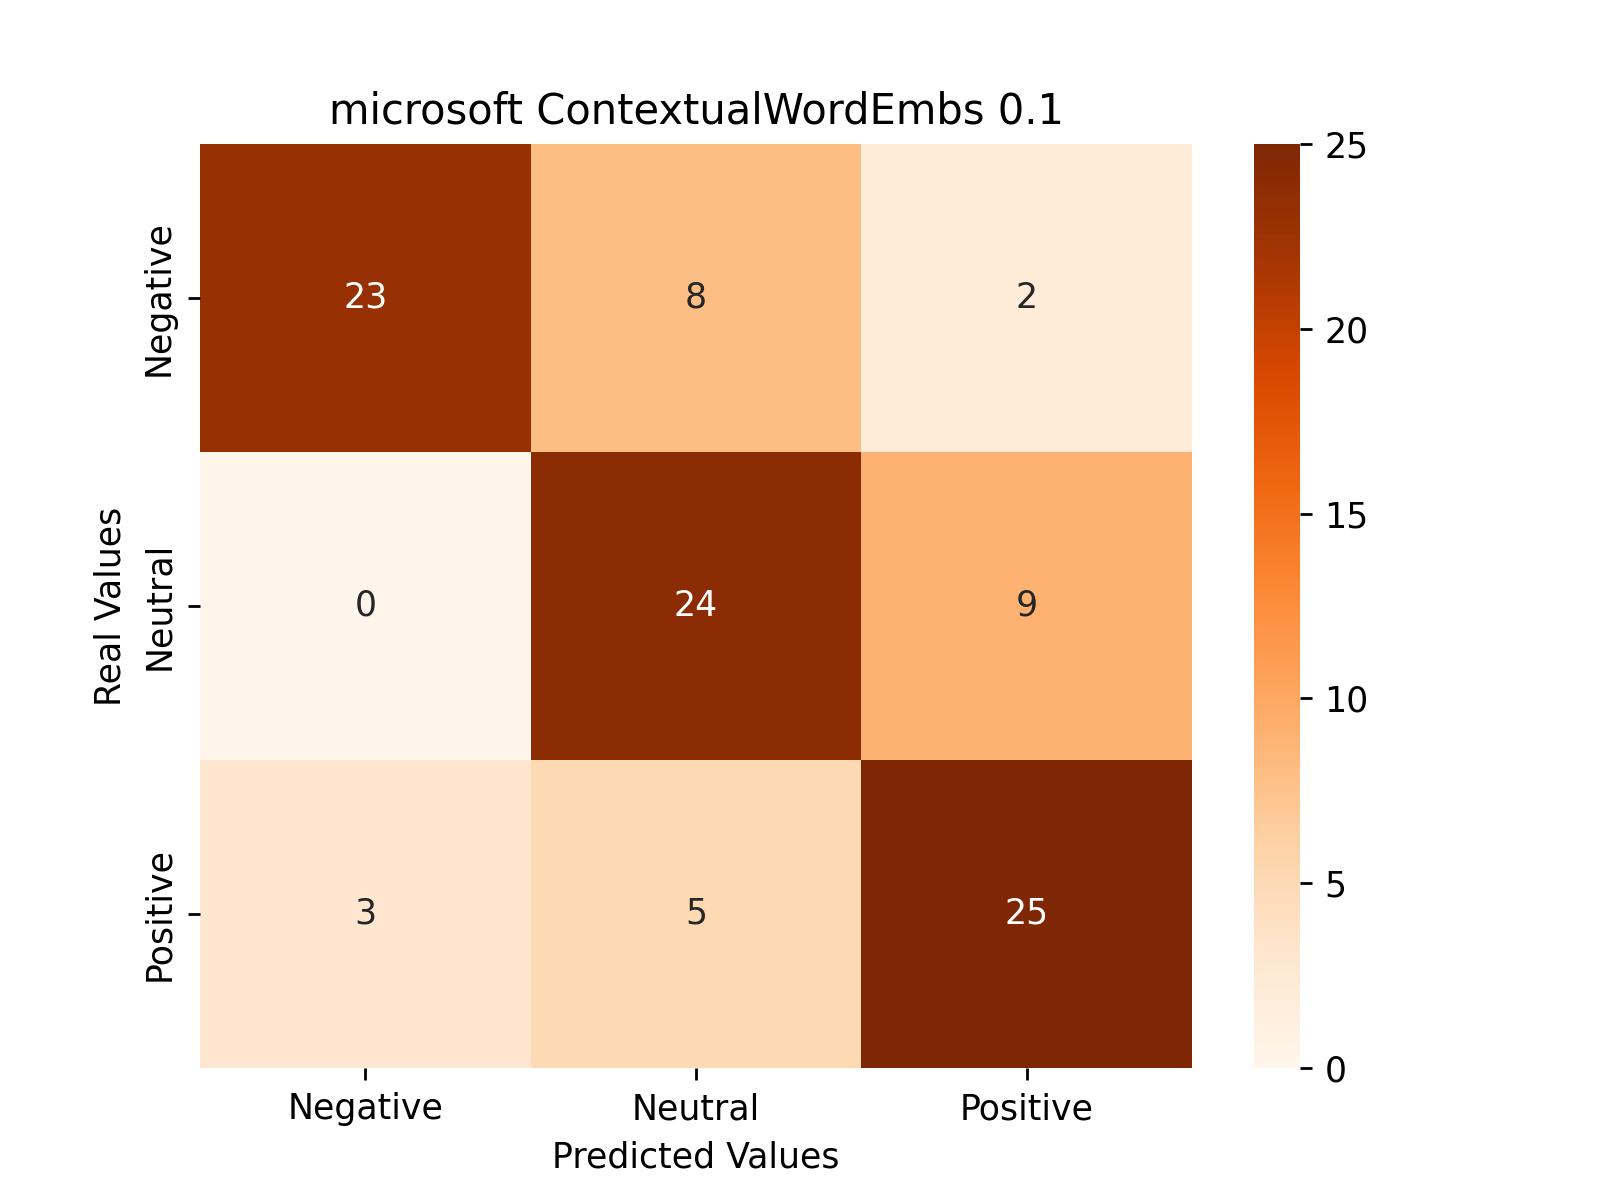 microsoft ContextualWordEmbs 0.1
25
Negative
23 8 2
20
15
Real Values
Neutral
0 24 9
10
5
Positive
3 5 25
0
Negative Neutral Positive
Predicted Values